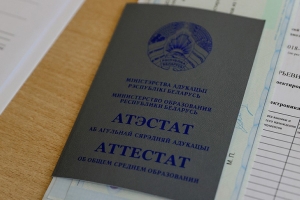 МІНІСТЭРСТВА АДУКАЦЫІ
РЭСПУБЛІКІ БЕЛАРУСЬ
МИНИСТЕРСТВО ОБРАЗОВАНИЯ
РЕСПУБЛИКИ БЕЛАРУСЬ
АТЭСТАТ
АБ АГУЛЬНАЙ СЯРЭДНЯЙ АДУКАЦЫІ
АТТЕСТАТ
ОБ ОБЩЕМ СРЕДНЕМ ОБРАЗОВАНИИ
М.П.